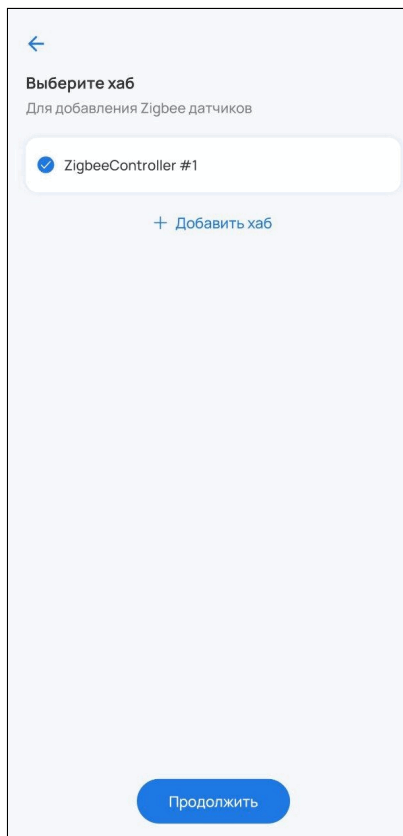 Выберите хаб
Для добавления Zigbee датчиков
ZigbeeController #1
+ Добавить хаб
Продолжить